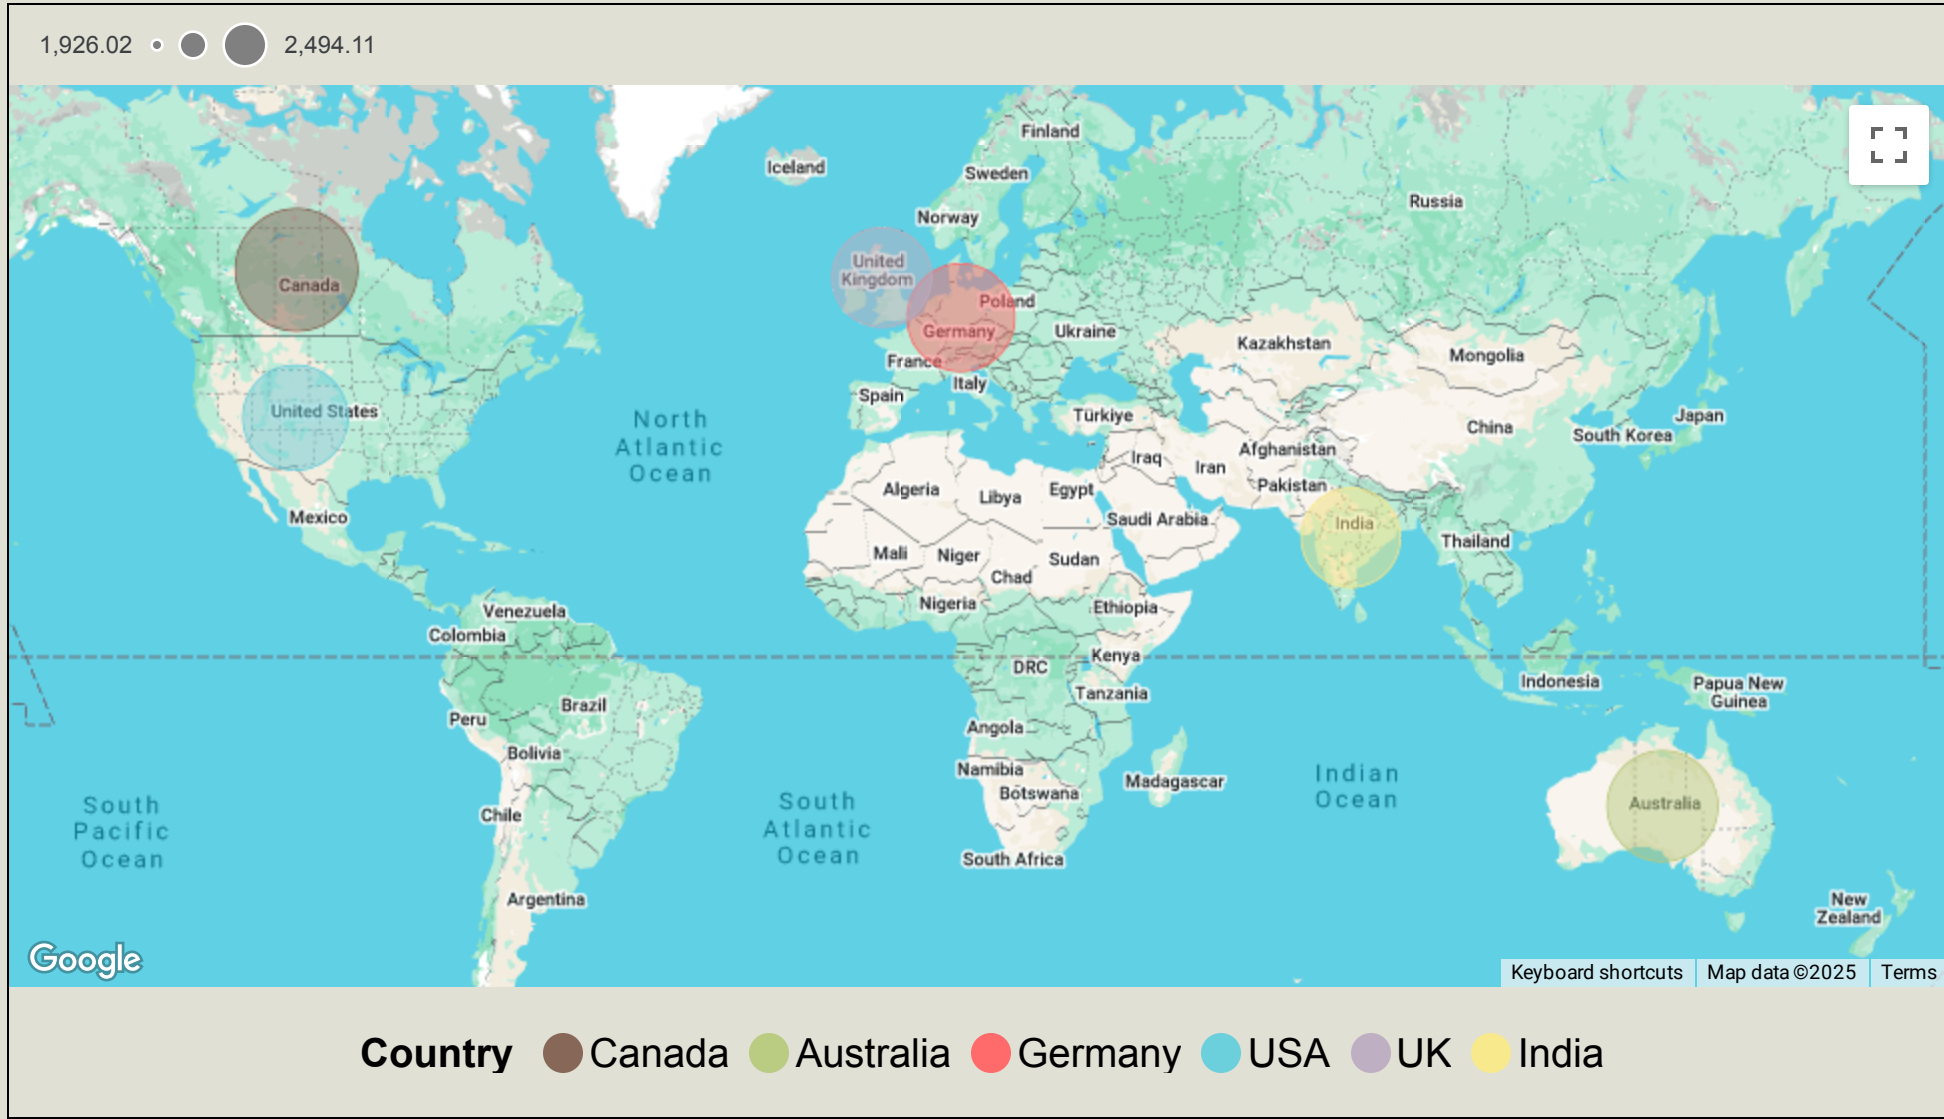 1,926.02 2,494.11
Finland
Iceland
Sweden
Russia
Norway
United
Kingdom
Canada
Poland
Germany
Ukraine
Kazakhstan
Mongolia
France
Italy
Spain
United States
Türkiye
Japan
China
South Korea
North
Atlantic
Ocean
Afghanistan
Iraq
Iran
Pakistan
Algeria
Libya
Egypt
Mexico
Saudi Arabia
India
Thailand
Mali
Niger
Sudan
Chad
Nigeria
Ethiopia
Venezuela
Colombia
Kenya
DRC
Indonesia
Tanzania
Papua New
Guinea
Brazil
Peru
Angola
Bolivia
Namibia
Botswana
Madagascar
Indian
Ocean
South
Pacific
Ocean
South
Atlantic
Ocean
Chile
Australia
South Africa
Argentina
New
Zealand
Google
Keyboard shortcuts Map data ©2025 Terms
Country Canada Australia Germany USA UK India